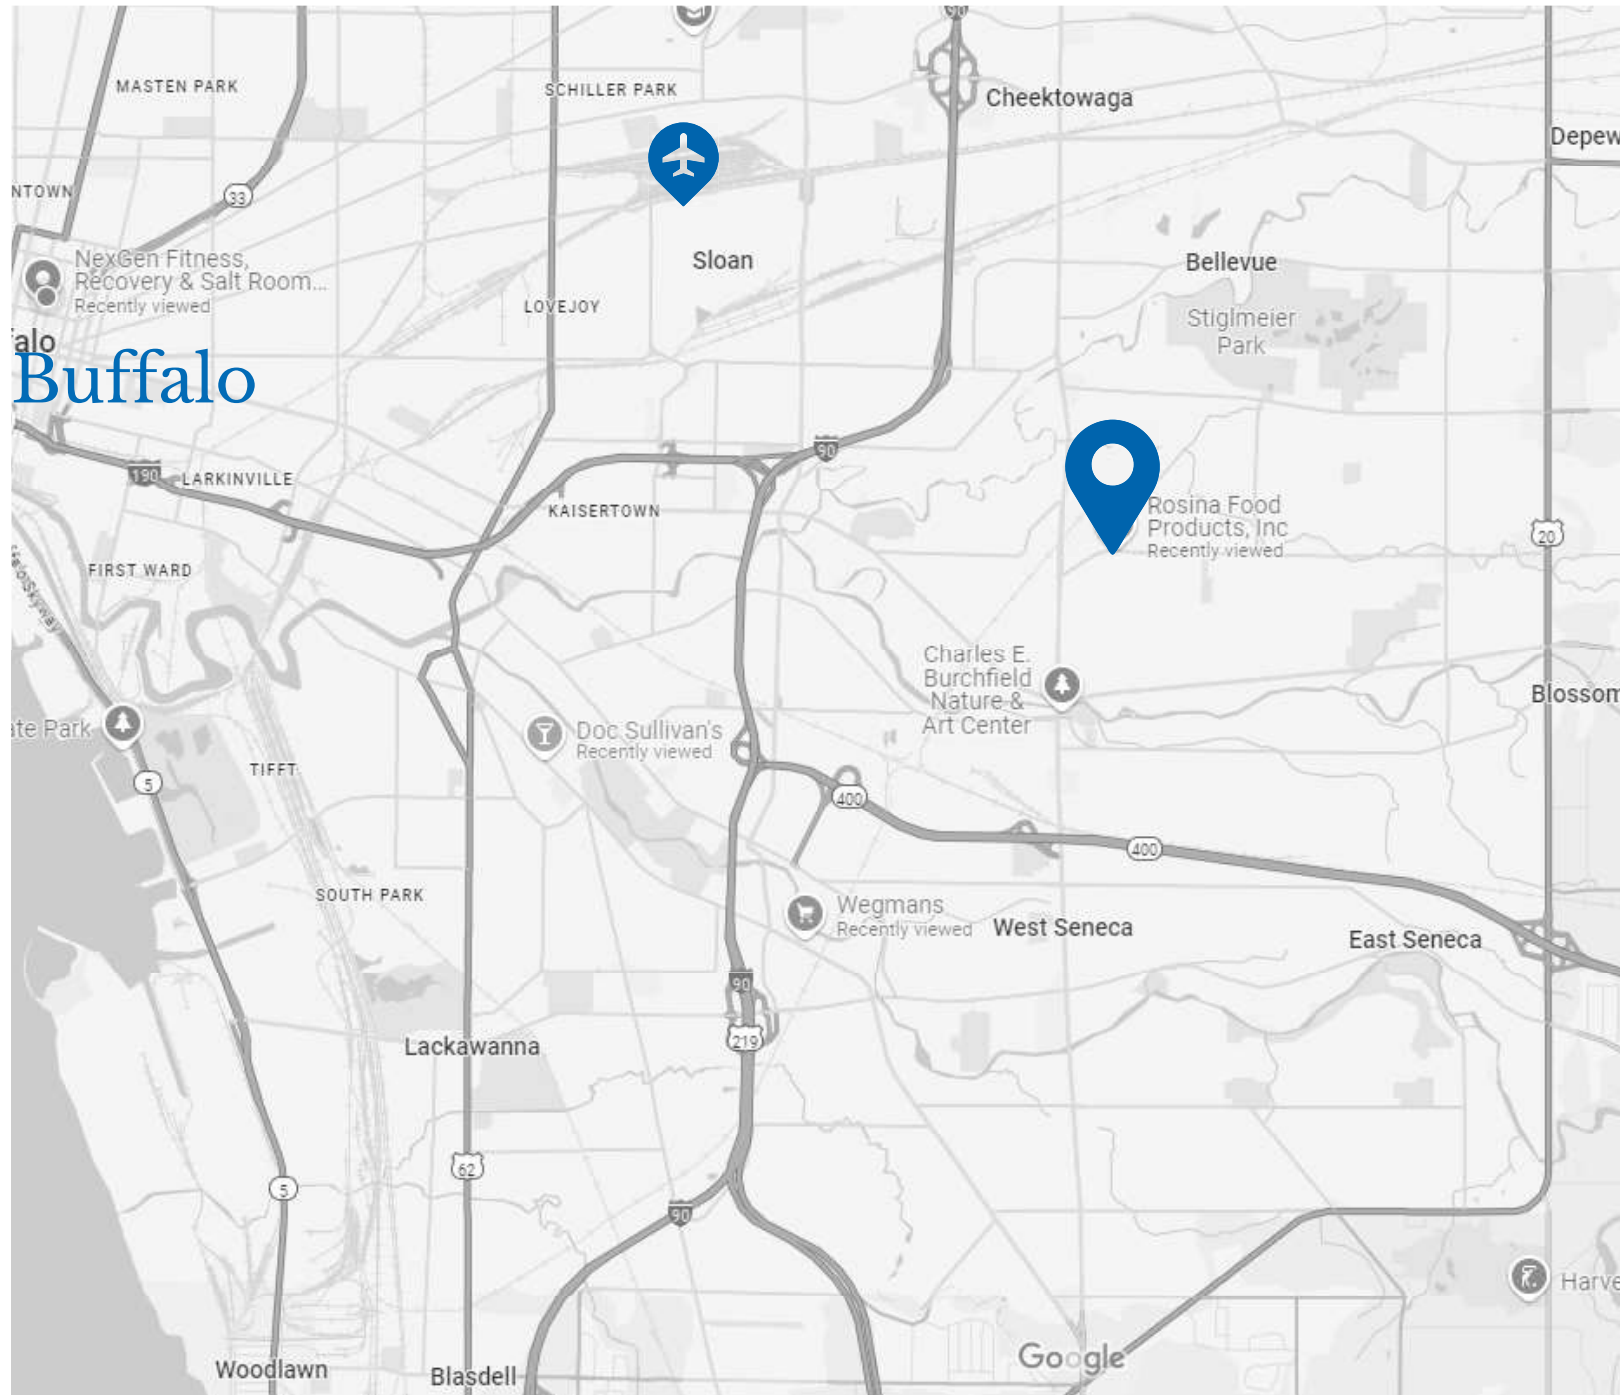 90
MASTEN PARK
SCHILLER PARK
Cheektowaga
Depew
33
NTOWN
NexGen Fitness,
Recovery & Salt Room...
Recently viewed
Sloan
Bellevue
LOVEJOY
Stiglmeier
Park
falo
Buffalo
90
190
LARKINVILLE
KAISERTOWN
Rosina Food
Products, Inc
Recently viewed
20
FIRST WARD
Skyway
Charles E.
Burchfield
Nature &
Art Center
Blossom
ate Park
Doc Sullivan's
Recently viewed
TIFFT
5
400
400
SOUTH PARK
Wegmans
Recently viewed
West Seneca
East Seneca
90
219
Lackawanna
62
5
90
Harve
Google
Woodlawn
Blasdell